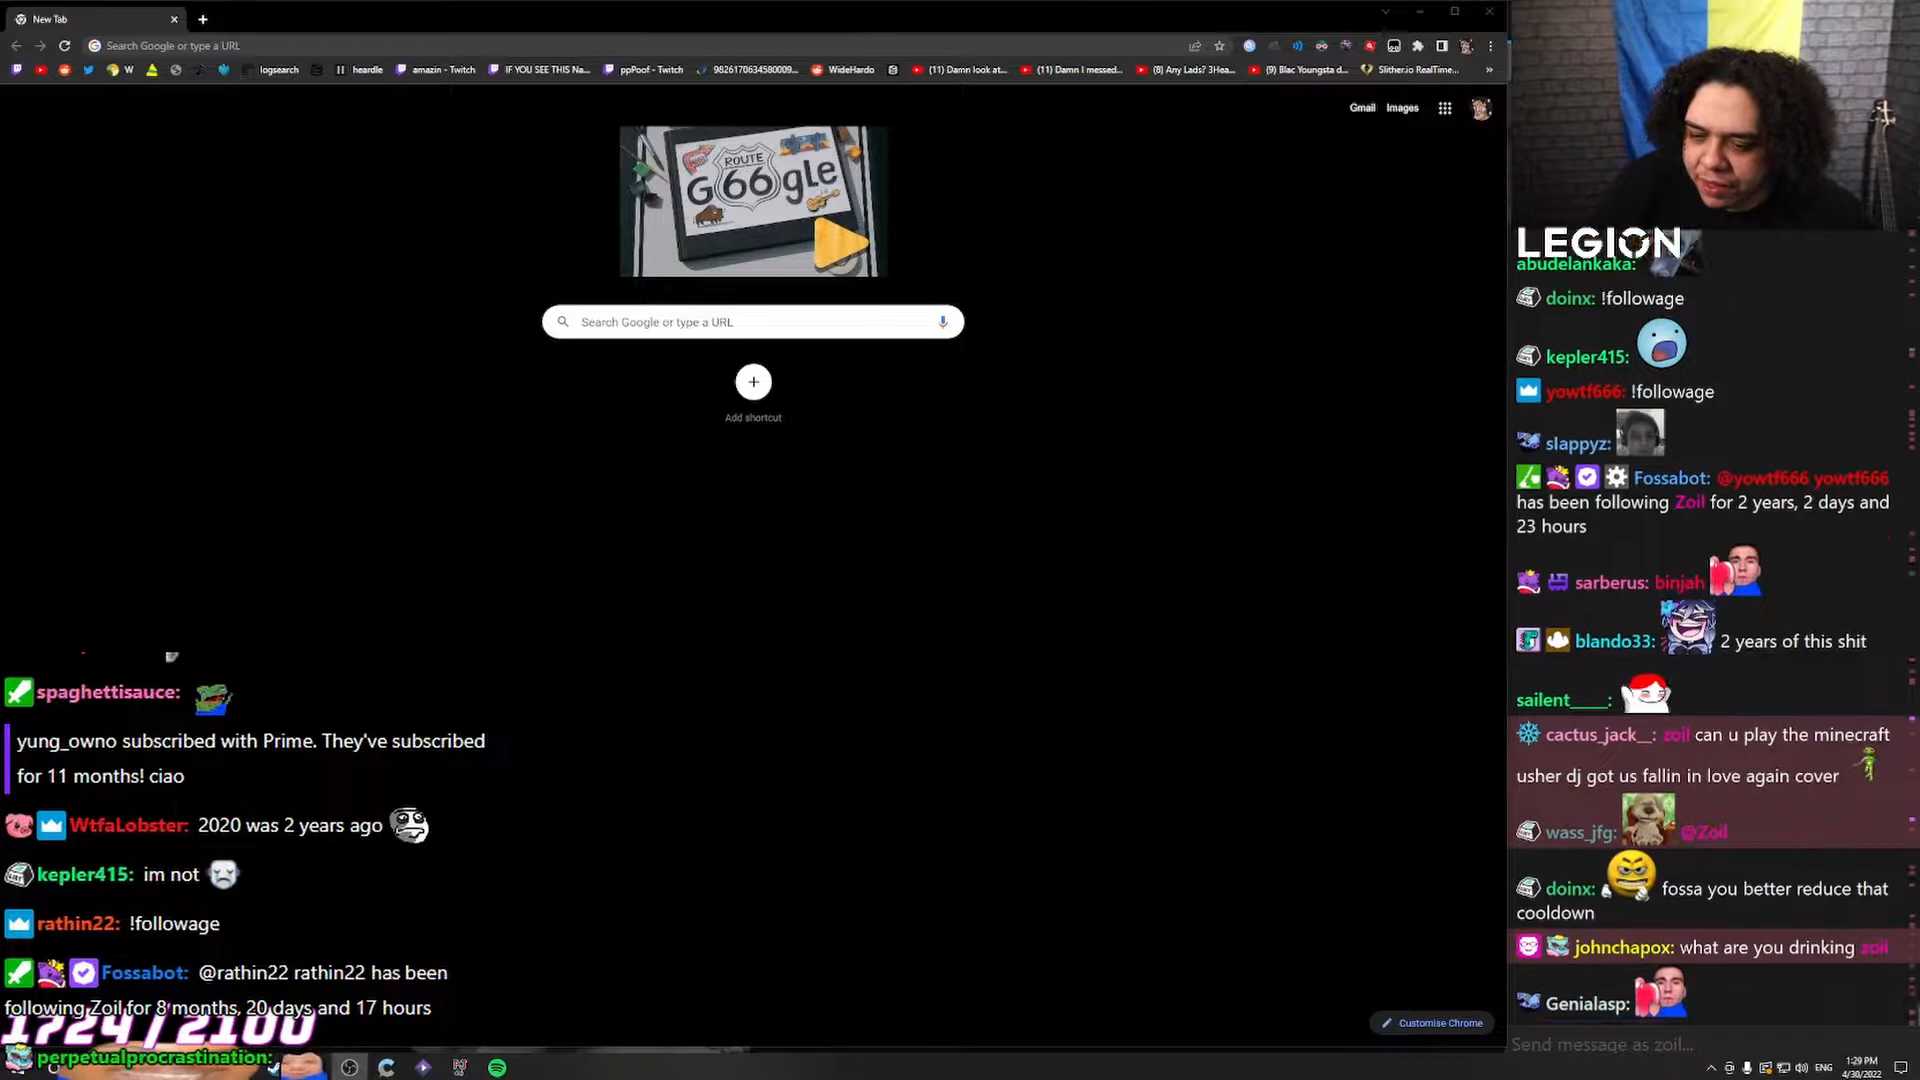 New Tab
Search Google or type a URL
W
logsearch
heardle
amazin - Twitch
IF YOU SEE THIS Na...
ppPoof - Twitch
9826170634580009...
WideHardo
(11) Damn look at...
(11) Damn I messed...
(8) Any Lads? 3Hea...
(9) Blac Youngsta d...
Slither.io RealTime...
»
Gmail
Images
ROUTE
G66gle
Search Google or type a URL
Add shortcut
spaghettisauce:
yung_owno subscribed with Prime. They've subscribed
for 11 months! ciao
WtfaLobster: 2020 was 2 years ago
kepler415: im not
rathin22: !followage
Fossabot: @rathin22 rathin22 has been
following Zoil for 8 months, 20 days and 17 hours
1724/2100
perpetualprocrastination:
Customise Chrome
LEGION
abudelankaka:
doinx: !followage
kepler415:
yowtf666: !followage
slappyz:
Fossabot: @yowtf666 yowtf666
has been following Zoil for 2 years, 2 days and
23 hours
sarberus: binjah
blando33: 2 years of this shit
sailent____:
cactus_jack__: zoil can u play the minecraft
usher dj got us fallin in love again cover
wass_jfg: @Zoil
doinx: fossa you better reduce that
cooldown
johnchapox: what are you drinking zoil
Genialasp:
Send message as zoil...
ENG
1:29 PM
4/30/2022